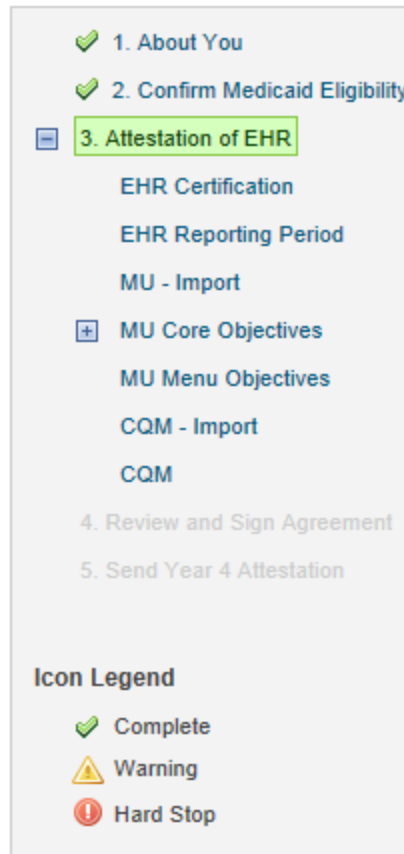 1. About You
2. Confirm Medicaid Eligibility
3. Attestation of EHR
EHR Certification
EHR Reporting Period
MU - Import
MU Core Objectives
MU Menu Objectives
CQM - Import
CQM
4. Review and Sign Agreement
5. Send Year 4 Attestation
Icon Legend
Complete
Warning
Hard Stop